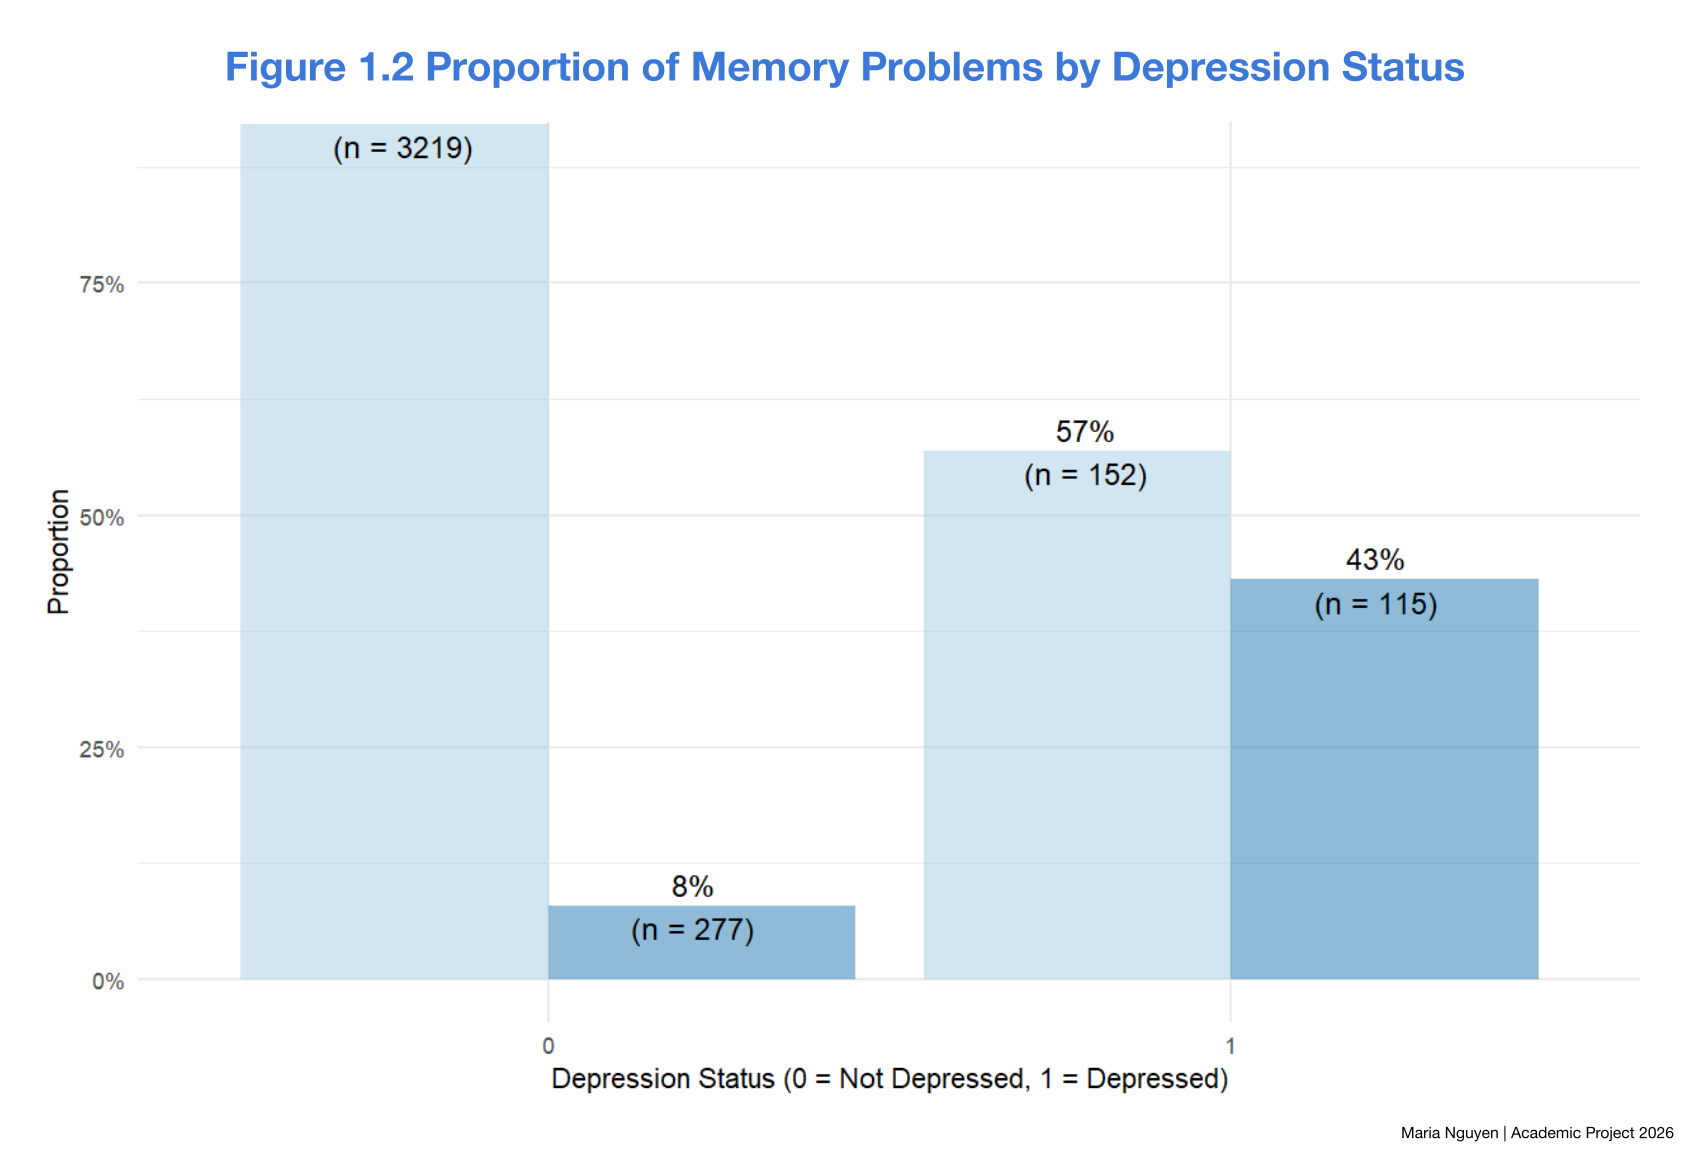 Figure 1.2 Proportion of Memory Problems by Depression Status
(n = 3219)
75%
57%
(n = 152)
50%
43%
(n = 115)
Proportion
25%
8%
(n = 277)
0%
0
1
Depression Status (0 = Not Depressed, 1 = Depressed)
Maria Nguyen | Academic Project 2026